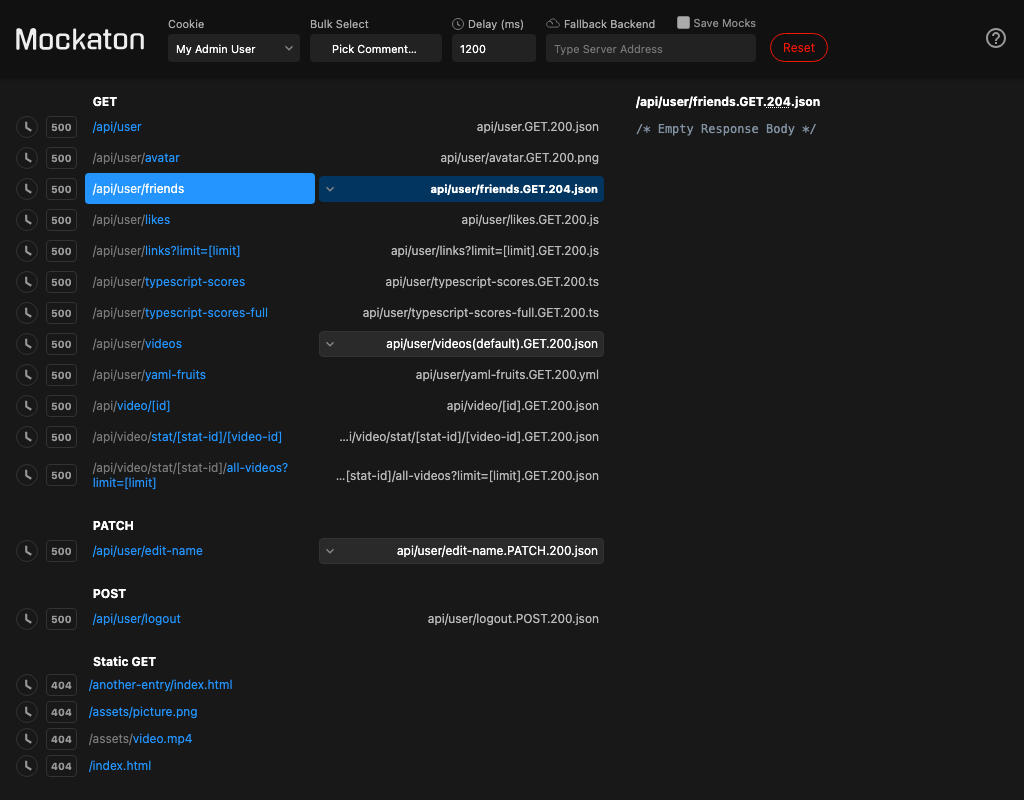 Mockaton
Cookie
My Admin User
Bulk Select
Pick Comment...
Delay (ms)
1200
Fallback Backend
Type Server Address
Save Mocks
Reset
?
GET
500 /api/user api/user.GET.200.json
500 /api/user/avatar api/user/avatar.GET.200.png
500 /api/user/friends api/user/friends.GET.204.json
500 /api/user/likes api/user/likes.GET.200.js
500 /api/user/links?limit=[limit] api/user/links?limit=[limit].GET.200.js
500 /api/user/typescript-scores api/user/typescript-scores.GET.200.ts
500 /api/user/typescript-scores-full api/user/typescript-scores-full.GET.200.ts
500 /api/user/videos api/user/videos(default).GET.200.json
500 /api/user/yaml-fruits api/user/yaml-fruits.GET.200.yml
500 /api/video/[id] api/video/[id].GET.200.json
500 /api/video/stat/[stat-id]/[video-id] ...i/video/stat/[stat-id]/[video-id].GET.200.json
500 /api/video/stat/[stat-id]/all-videos?
limit=[limit] ...[stat-id]/all-videos?limit=[limit].GET.200.json
PATCH
500 /api/user/edit-name api/user/edit-name.PATCH.200.json
POST
500 /api/user/logout api/user/logout.POST.200.json
Static GET
404 /another-entry/index.html
404 /assets/picture.png
404 /assets/video.mp4
404 /index.html
/api/user/friends.GET.204.json
/* Empty Response Body */